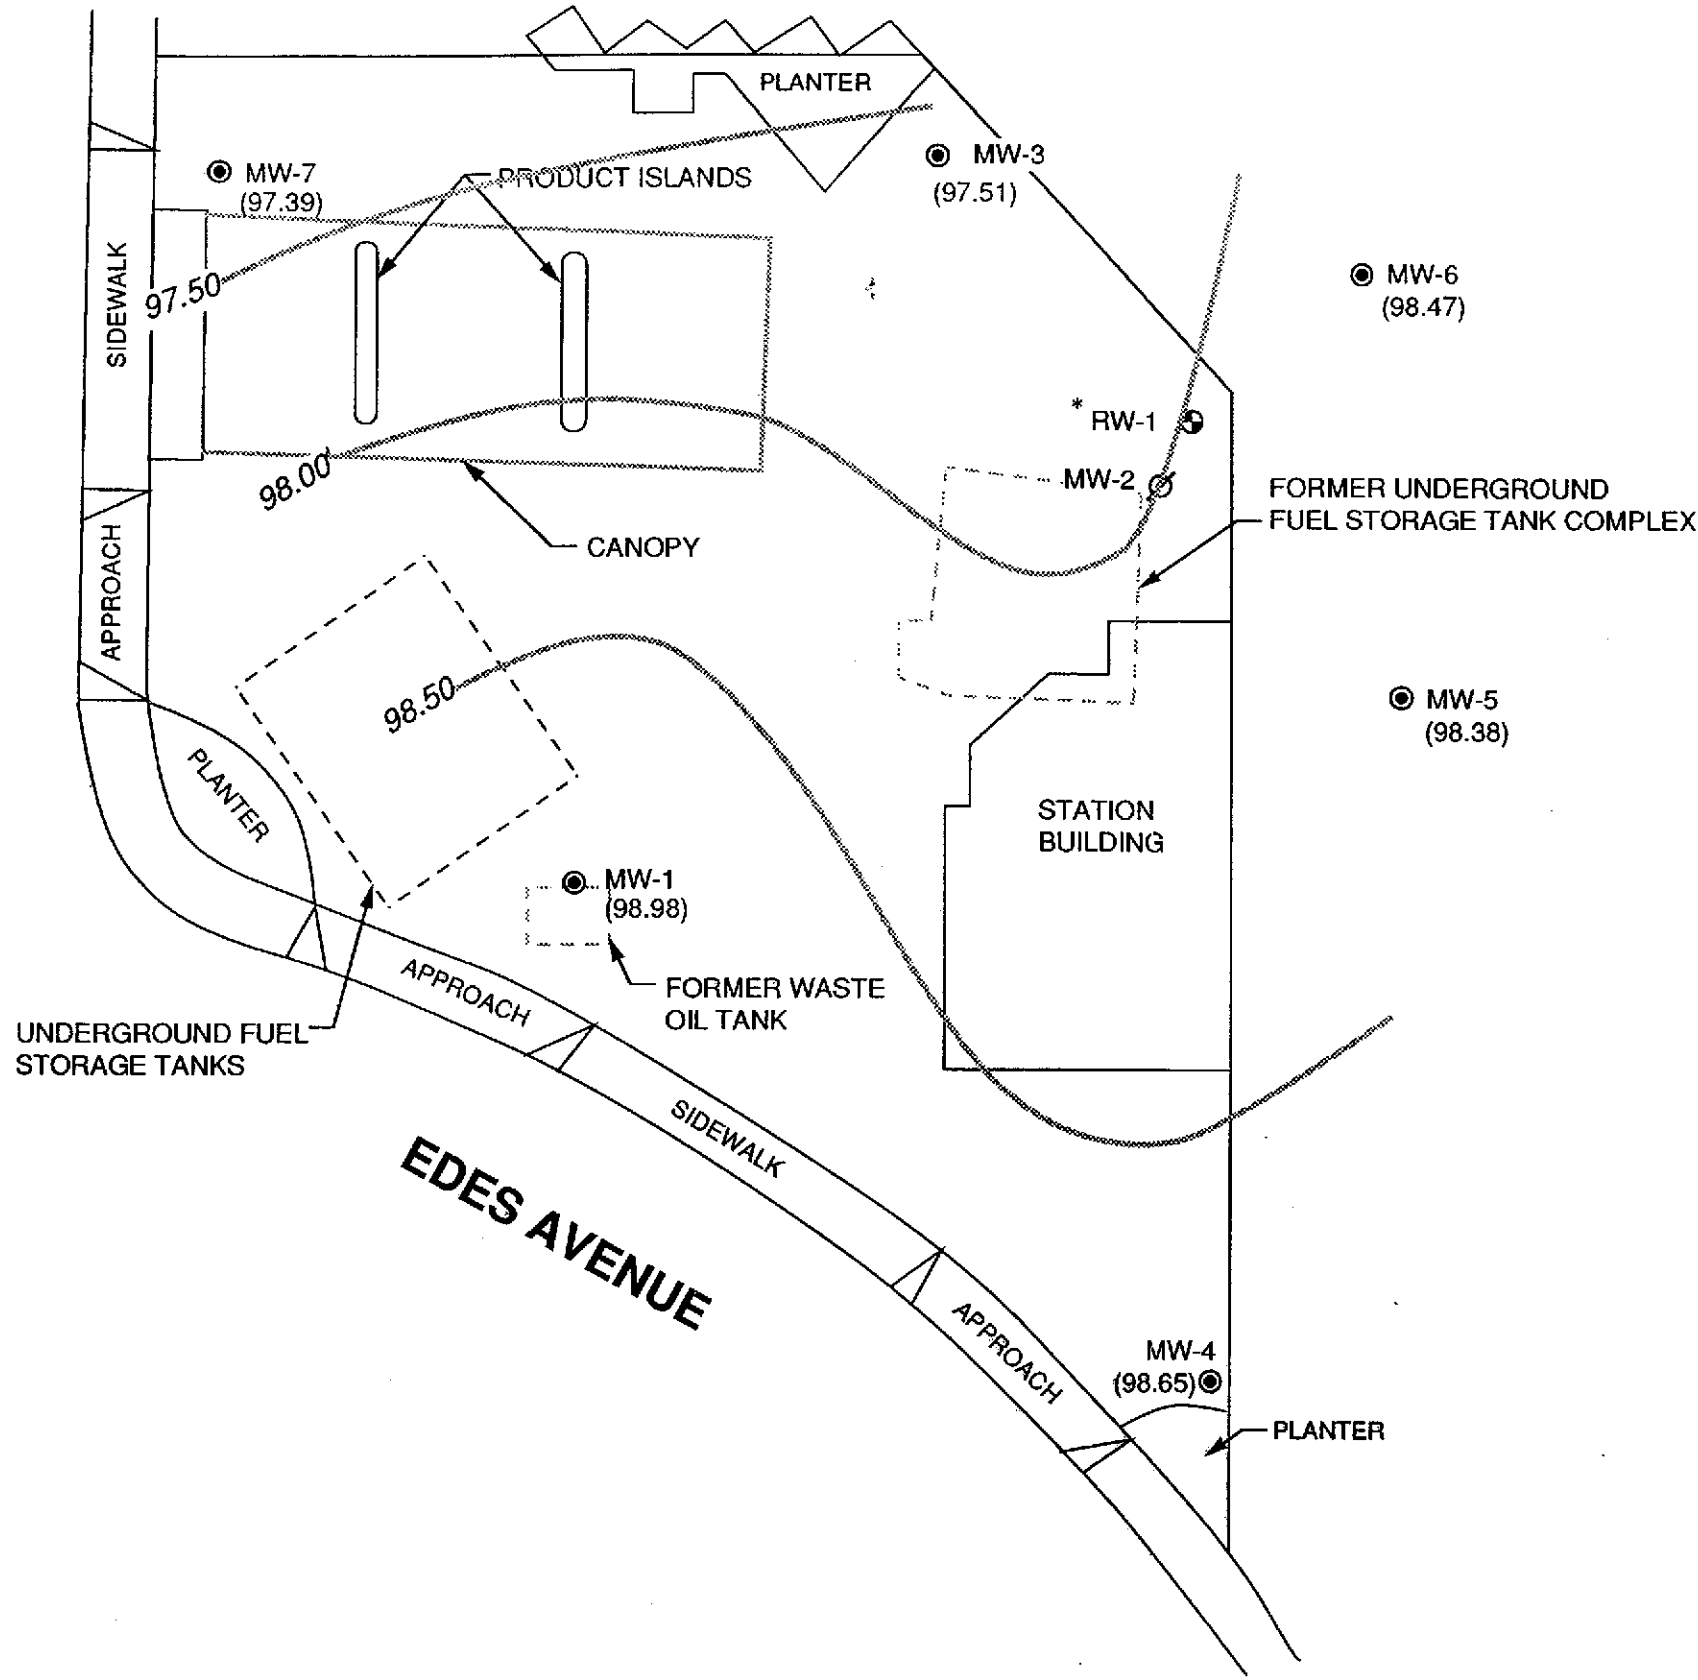 PLANTER
MW-3
(97.51)
MW-7
(97.39)
PRODUCT ISLANDS
SIDEWALK
97.50
MW-6
(98.47)
* RW-1
MW-2
98.00
FORMER UNDERGROUND
FUEL STORAGE TANK COMPLEX
CANOPY
APPROACH
98.50
MW-5
(98.38)
PLANTER
STATION
BUILDING
MW-1
(98.98)
APPROACH
FORMER WASTE
OIL TANK
UNDERGROUND FUEL
STORAGE TANKS
SIDEWALK
EDES AVENUE
APPROACH
MW-4
(98.65)
PLANTER